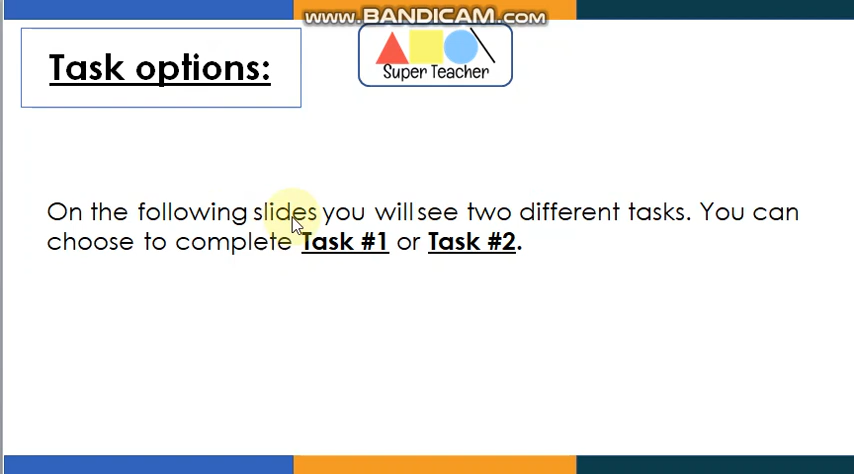 www.BANDICAM.com
Task options:
Super Teacher
On the following slides you will see two different tasks. You can
choose to complete Task #1 or Task #2.